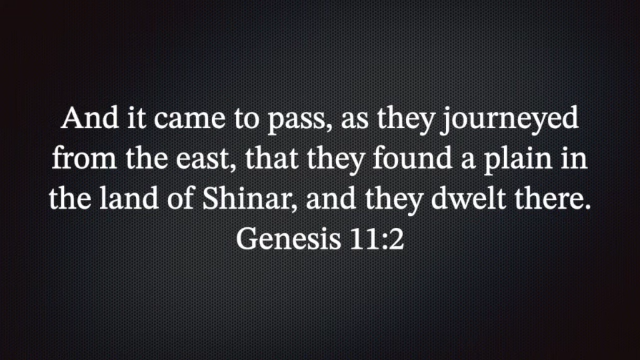 And it came to pass, as they journeyed
from the east, that they found a plain in
the land of Shinar, and they dwelt there.
Genesis 11:2